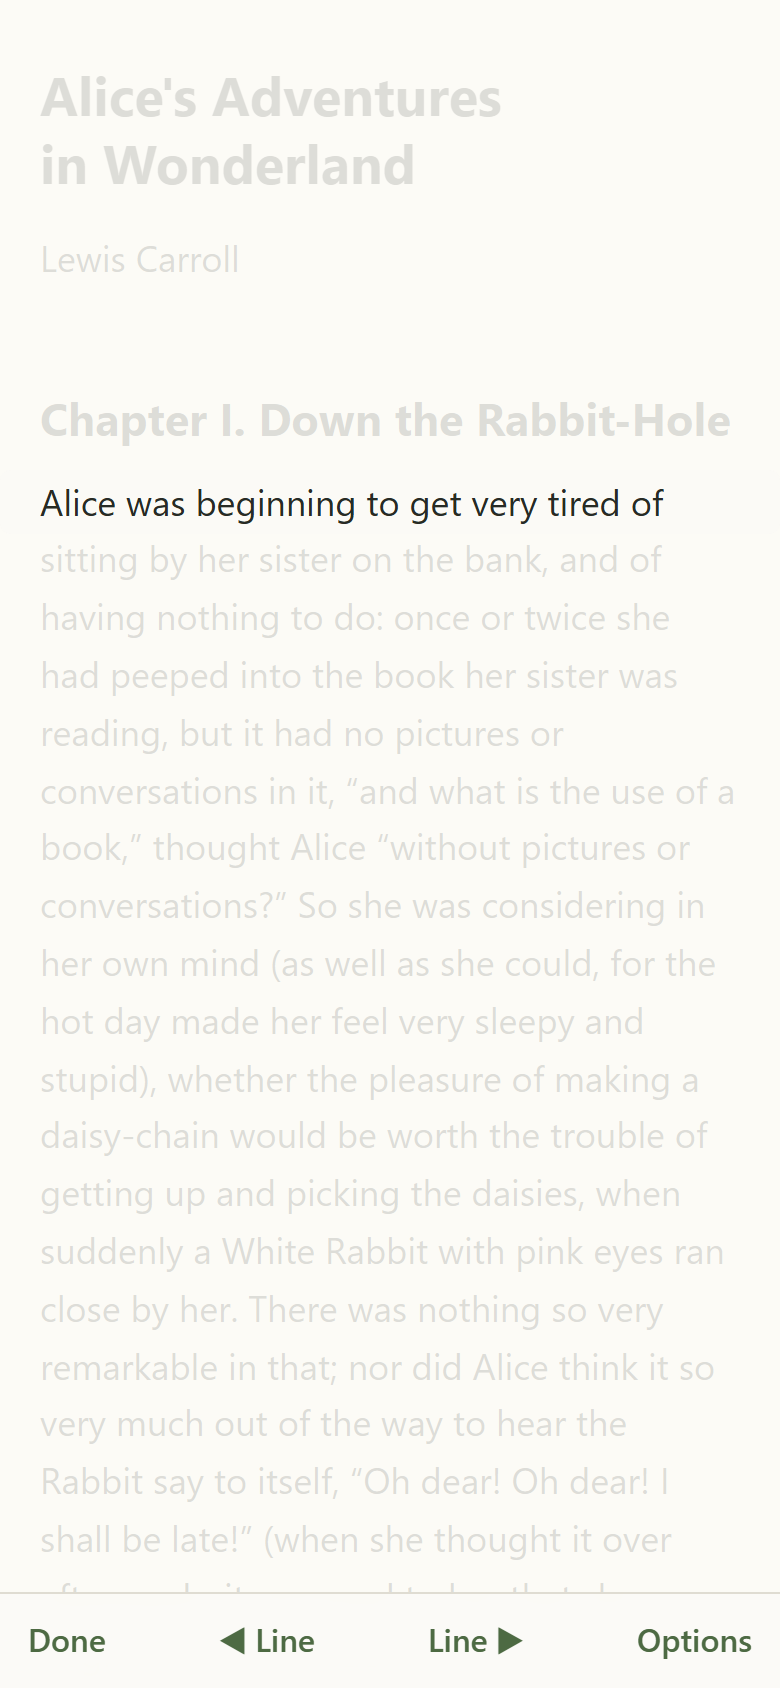 Alice's Adventures
in Wonderland
Lewis Carroll
Chapter I. Down the Rabbit-Hole
Alice was beginning to get very tired of
sitting by her sister on the bank, and of
having nothing to do: once or twice she
had peeped into the book her sister was
reading, but it had no pictures or
conversations in it, “and what is the use of a
book,” thought Alice “without pictures or
conversations?” So she was considering in
her own mind (as well as she could, for the
hot day made her feel very sleepy and
stupid), whether the pleasure of making a
daisy-chain would be worth the trouble of
getting up and picking the daisies, when
suddenly a White Rabbit with pink eyes ran
close by her. There was nothing so very
remarkable in that; nor did Alice think it so
very much out of the way to hear the
Rabbit say to itself, “Oh dear! Oh dear! I
shall be late!” (when she thought it over
Done ◀ Line Line ▶ Options